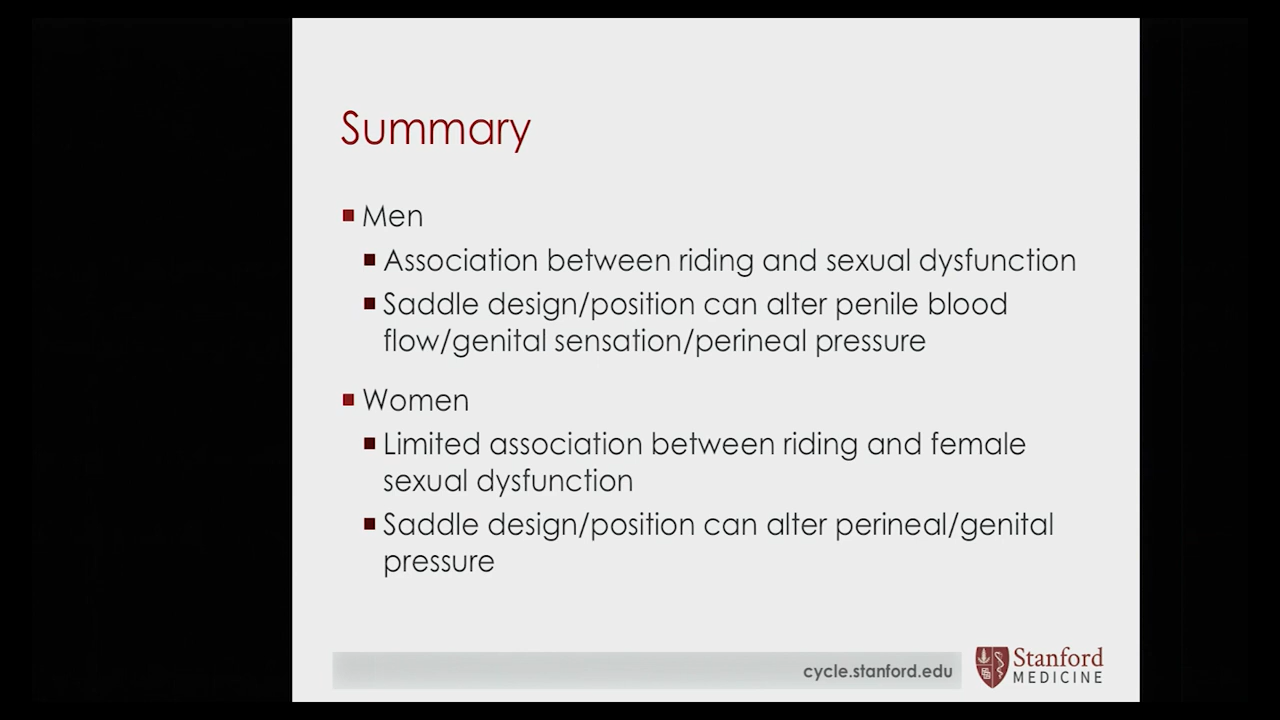 Summary
Men
Association between riding and sexual dysfunction
Saddle design/position can alter penile blood
flow/genital sensation/perineal pressure
Women
Limited association between riding and female
sexual dysfunction
Saddle design/position can alter perineal/genital
pressure
cycle.stanford.edu
Stanford
MEDICINE